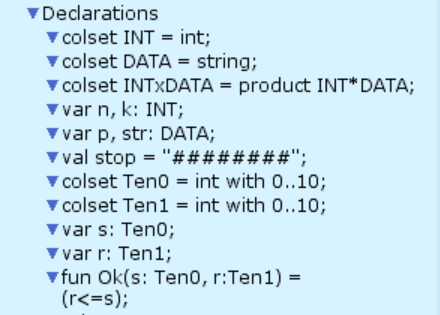 Declarations
colset INT = int;
colset DATA = string;
colset INTxDATA = product INT*DATA;
var n, k: INT;
var p, str: DATA;
val stop = "########";
colset Ten0 = int with 0..10;
colset Ten1 = int with 0..10;
var s: Ten0;
var r: Ten1;
fun Ok(s: Ten0, r:Ten1) =
(r<=s);